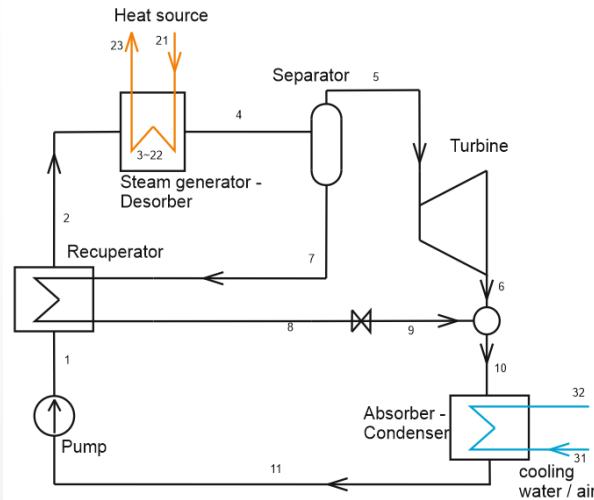 Heat source
23
21
Separator
5
4
Turbine
3~22
Steam generator -
Desorber
2
7
Recuperator
6
8
9
1
10
32
Absorber -
Condenser
Pump
31
11
cooling
water / air